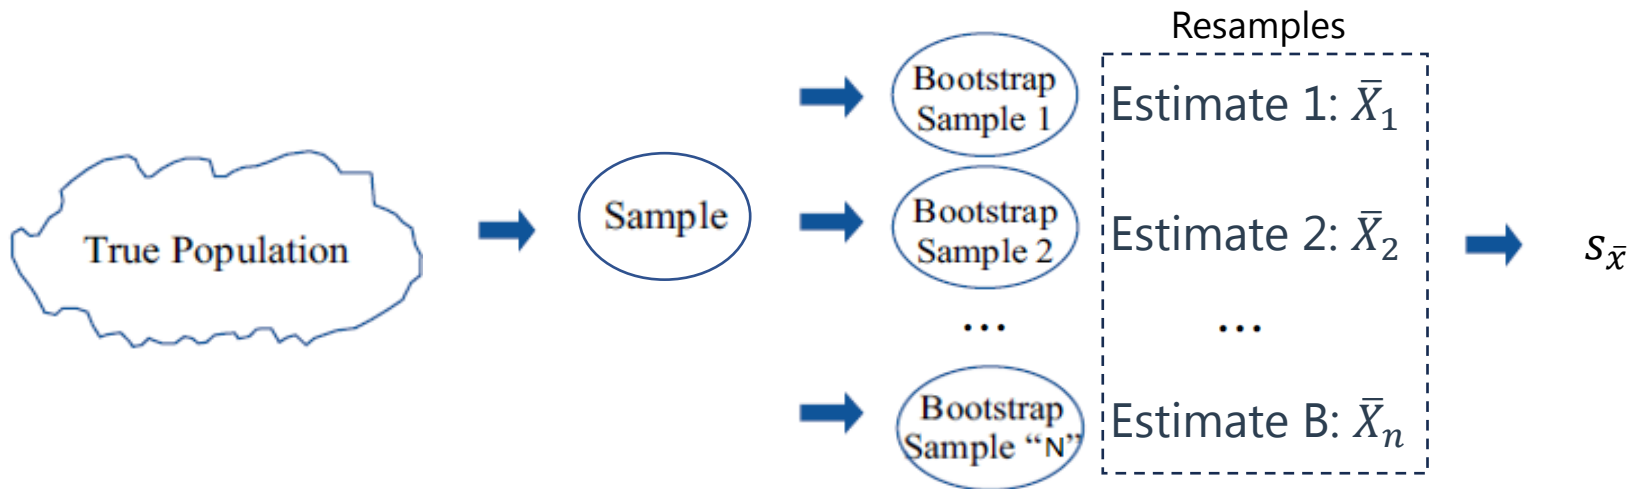 Resamples
True Population
Sample
Bootstrap
Sample 1
Estimate 1: X̄₁
Bootstrap
Sample 2
Estimate 2: X̄₂
...
...
Bootstrap
Sample “N”
Estimate B: X̄ₙ
s_x̄